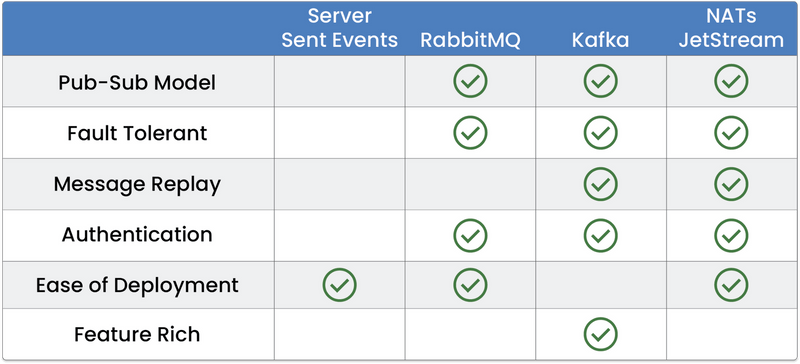 Server
Sent Events
RabbitMQ
Kafka
NATs
JetStream
Pub-Sub Model
Fault Tolerant
Message Replay
Authentication
Ease of Deployment
Feature Rich